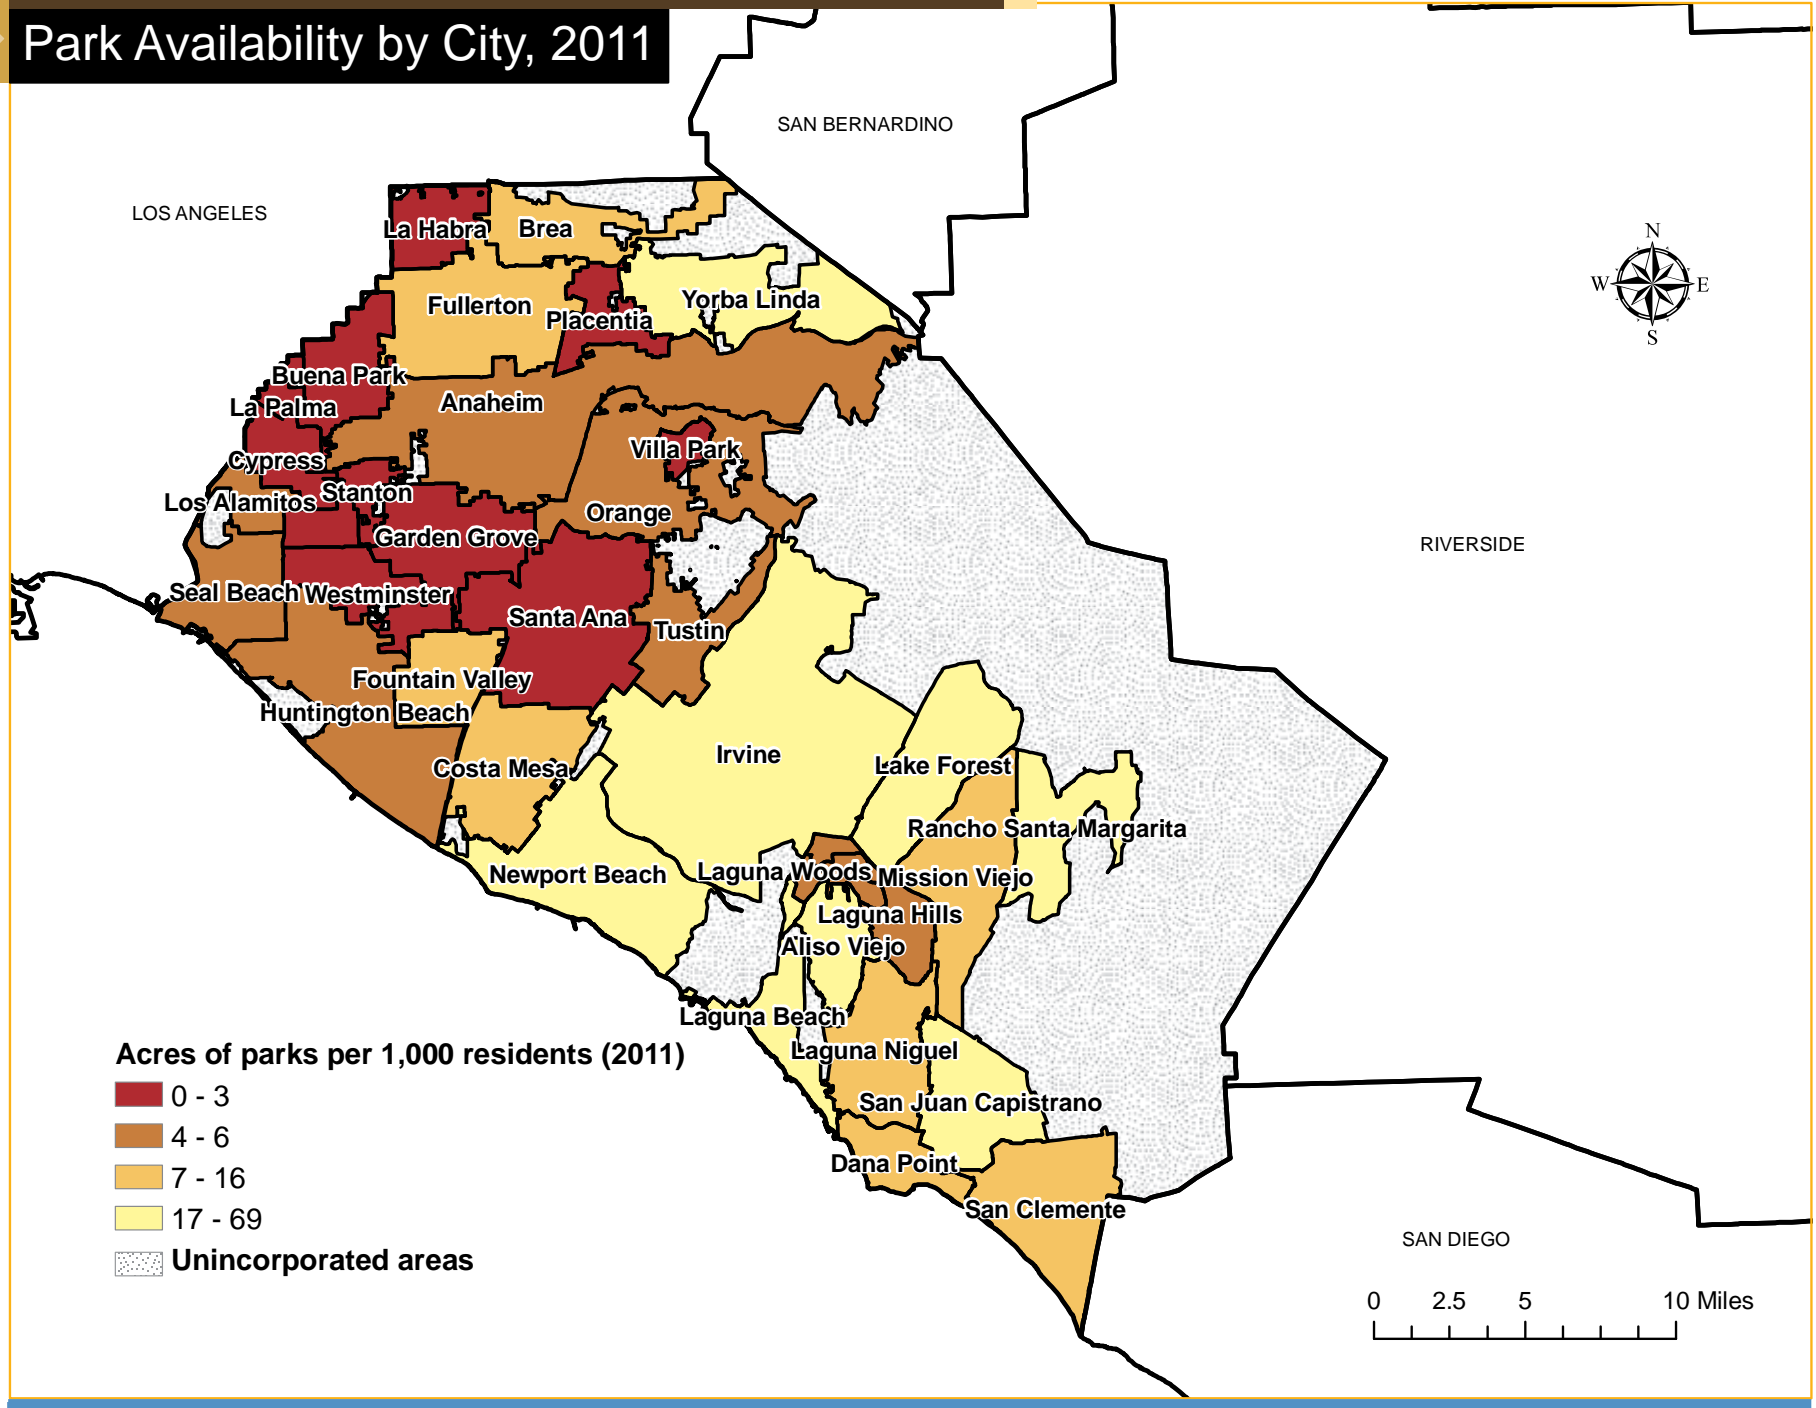 Park Availability by City, 2011
SAN BERNARDINO
LOS ANGELES
La Habra
Brea
N
W
E
S
Yorba Linda
Fullerton
Placentia
Buena Park
La Palma
Anaheim
Villa Park
Cypress
Stanton
Los Alamitos
Orange
Garden Grove
RIVERSIDE
Seal Beach
Westminster
Santa Ana
Tustin
Fountain Valley
Huntington Beach
Irvine
Costa Mesa
Lake Forest
Rancho Santa Margarita
Newport Beach
Laguna Woods
Mission Viejo
Laguna Hills
Aliso Viejo
Laguna Beach
Laguna Niguel
San Juan Capistrano
Dana Point
San Clemente
Acres of parks per 1,000 residents (2011)
0 - 3
4 - 6
7 - 16
17 - 69
Unincorporated areas
SAN DIEGO
0 2.5 5 10 Miles